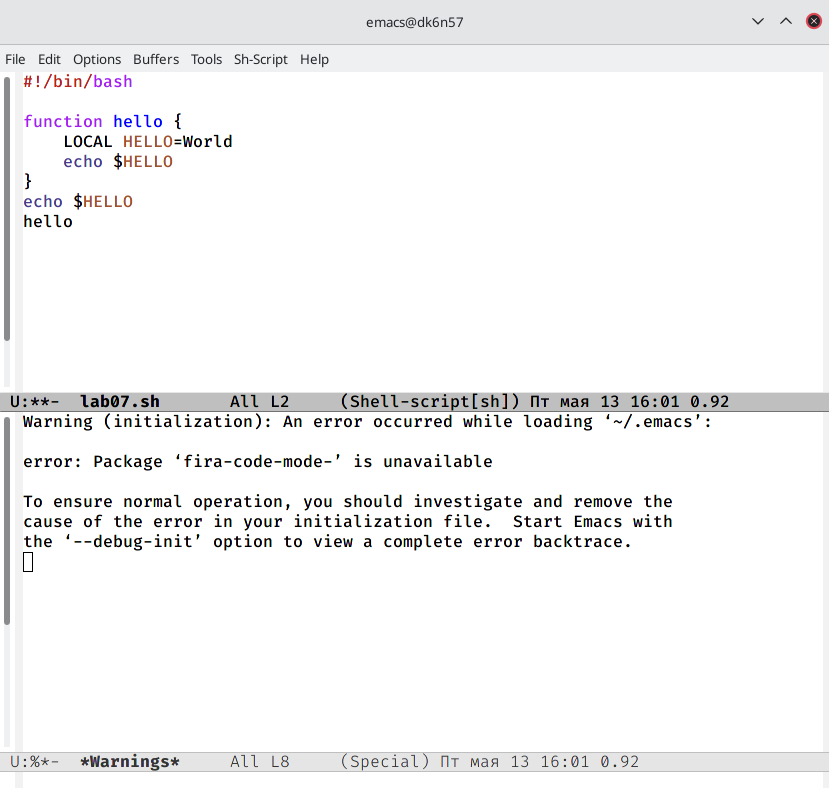 emacs@dk6n57
File Edit Options Buffers Tools Sh-Script Help
#!/bin/bash
function hello {
    LOCAL HELLO=World
    echo $HELLO
}
echo $HELLO
hello
U:**-  lab07.sh       All L2     (Shell-script[sh]) Пт мая 13 16:01 0.92
Warning (initialization): An error occurred while loading ‘~/.emacs’:
error: Package ‘fira-code-mode-’ is unavailable
To ensure normal operation, you should investigate and remove the
cause of the error in your initialization file.  Start Emacs with
the ‘--debug-init’ option to view a complete error backtrace.
U:%*-  *Warnings*     All L8     (Special) Пт мая 13 16:01 0.92